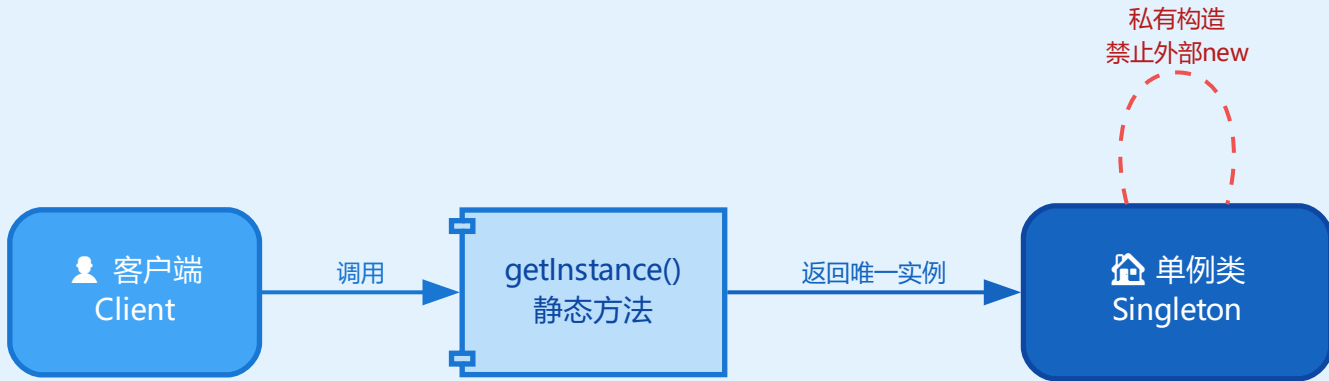 私有构造
禁止外部new
客户端
Client
调用
getInstance()
静态方法
返回唯一实例
单例类
Singleton